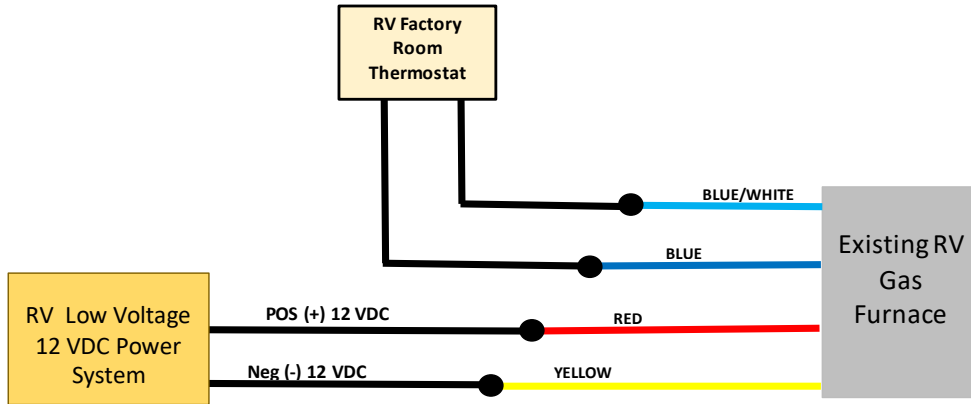 RV Factory
Room
Thermostat
BLUE/WHITE
BLUE
Existing RV
Gas
Furnace
RV Low Voltage
12 VDC Power
System
POS (+) 12 VDC
RED
Neg (-) 12 VDC
YELLOW